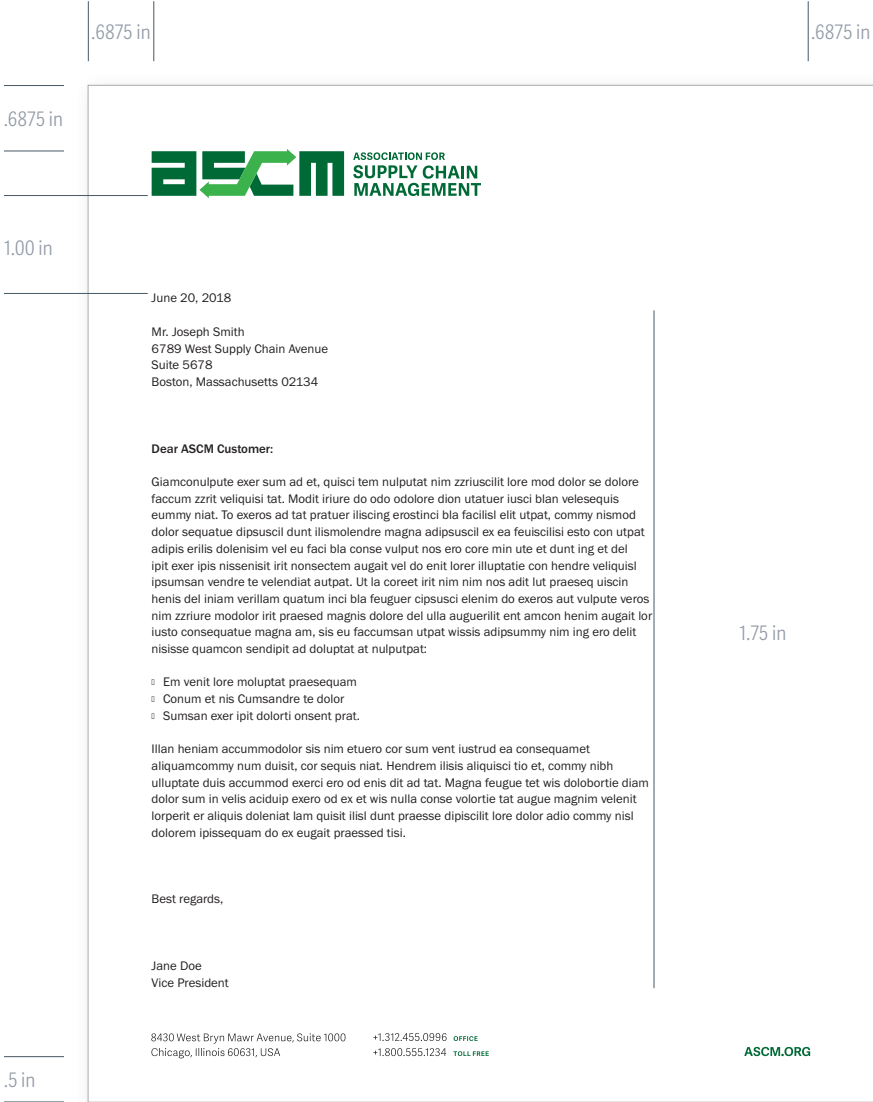 .6875 in
.6875 in
.6875 in
ascm
ASSOCIATION FOR
SUPPLY CHAIN
MANAGEMENT
1.00 in
June 20, 2018
Mr. Joseph Smith
6789 West Supply Chain Avenue
Suite 5678
Boston, Massachusetts 02134
Dear ASCM Customer:
Giamconulpute exer sum ad et, quisci tem nulputat nim zzriuscilit lore mod dolor se dolore
faccum zzrit veliquisi tat. Modit iriure do odo odolore dion utatuer iusci blan velesequis
eummy niat. To exeros ad tat pratuer iliscing erostinci bla facilisl elit utpat, commy nismod
dolor sequatue dipsuscil dunt ilismolendre magna adipsuscil ex ea feuiscilisi esto con utpat
adipis erilis dolenisim vel eu faci bla conse vulput nos ero core min ute et dunt ing et del
ipit exer ipis nissenisit irit nonsectem augait vel do enit lorer illuptatie con hendre veliquisl
ipsumsan vendre te velendiat autpat. Ut la coreet irit nim nim nos adit lut praeseq uiscin
henis del iniam verillam quatum inci bla feuguer cipsusci elenim do exeros aut vulpute veros
nim zzriure modolor irit praesed magnis dolore del ulla auguerilit ent amcon henim augait lor
iusto consequatue magna am, sis eu faccumsan utpat wissis adipsummy nim ing ero delit
nisisse quamcon sendipit ad doluptat at nulputpat:
1.75 in
Em venit lore moluptat praesequam
Conum et nis Cumsandre te dolor
Sumsan exer ipit dolorti onsent prat.
Illan heniam accummodolor sis nim etuero cor sum vent iustrud ea consequamet
aliquamcommy num duisit, cor sequis niat. Hendrem ilisis aliquisci tio et, commy nibh
ulluptate duis accummod exerci ero od enis dit ad tat. Magna feugue tet wis dolobortie diam
dolor sum in velis aciduip exero od ex et wis nulla conse volortie tat augue magnim velenit
lorperit er aliquis doleniat lam quisit ilisl dunt praesse dipiscilit lore dolor adio commy nisl
dolorem ipissequam do ex eugait praessed tisi.
Best regards,
Jane Doe
Vice President
8430 West Bryn Mawr Avenue, Suite 1000 +1.312.455.0996 OFFICE
Chicago, Illinois 60631, USA +1.800.555.1234 TOLL FREE
ASCM.ORG
.5 in